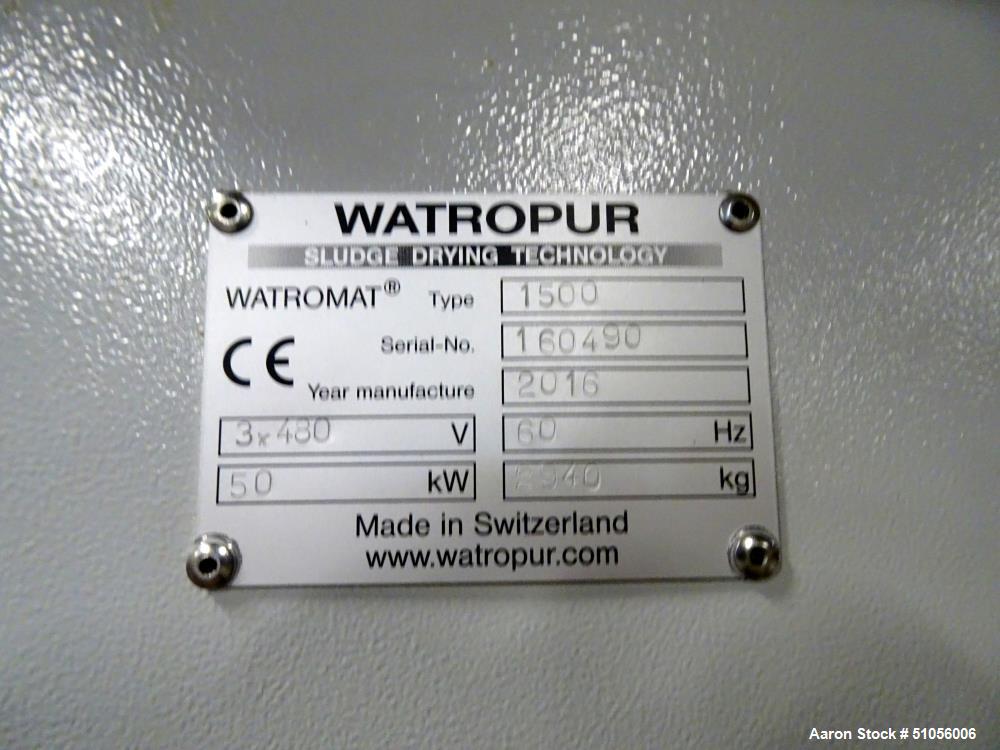 WATROPUR
SLUDGE DRYING TECHNOLOGY
WATROMAT® Type 1500
CE Serial-No. 160490
Year manufacture 2016
3x480 V 60 Hz
50 kW kg
Made in Switzerland
www.watropur.com
Aaron Stock # 51056006